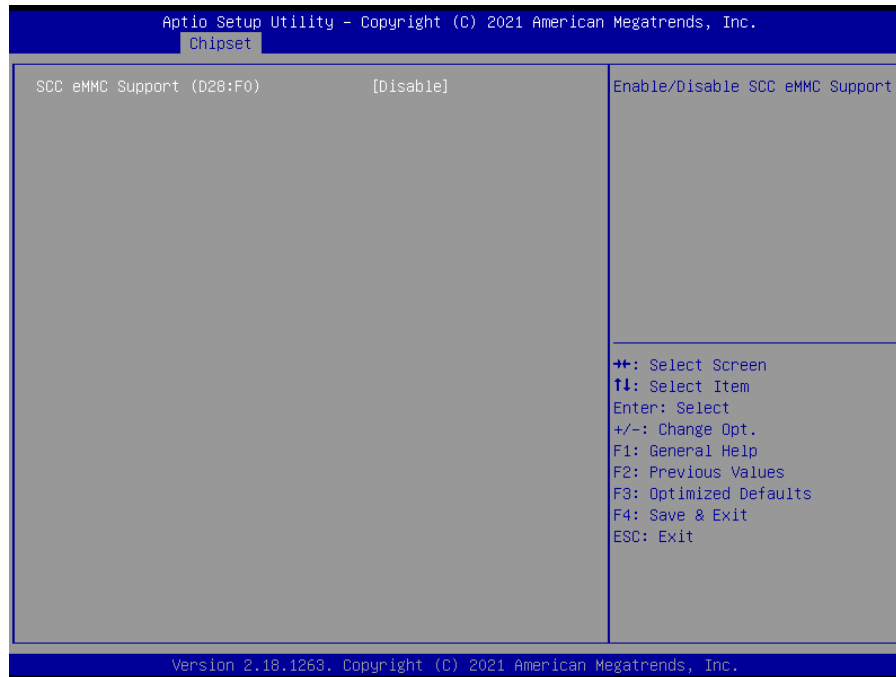 Aptio Setup Utility – Copyright (C) 2021 American Megatrends, Inc.
Chipset
SCC eMMC Support (D28:F0) [Disable]
Enable/Disable SCC eMMC Support
→←: Select Screen
↑↓: Select Item
Enter: Select
+/-: Change Opt.
F1: General Help
F2: Previous Values
F3: Optimized Defaults
F4: Save & Exit
ESC: Exit
Version 2.18.1263. Copyright (C) 2021 American Megatrends, Inc.